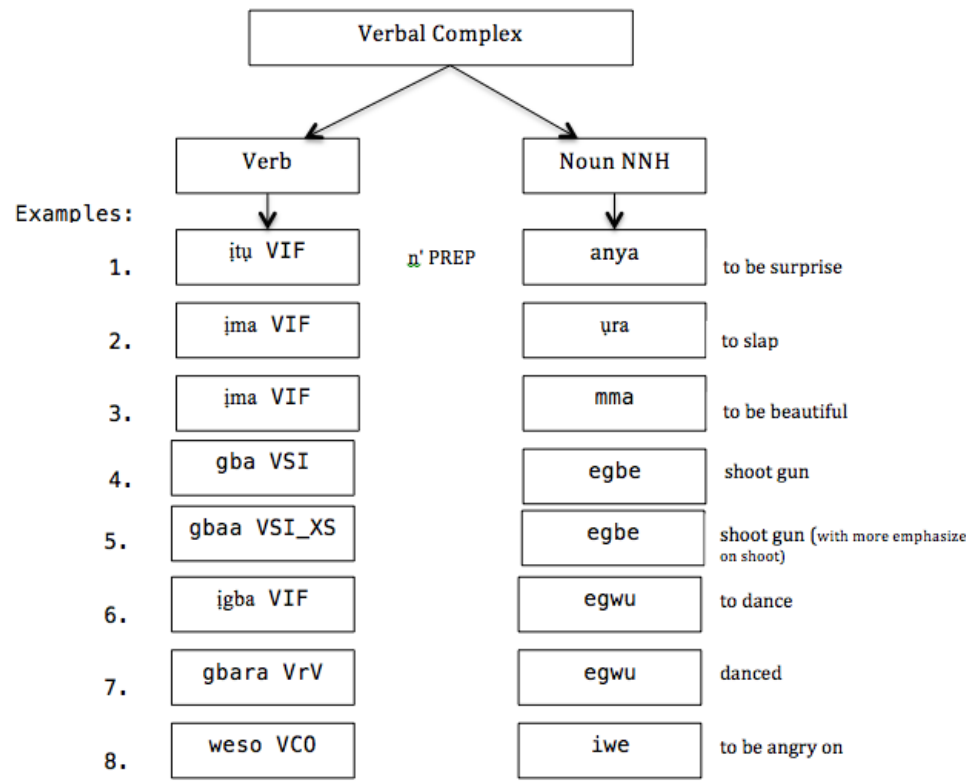 Verbal Complex
Verb Noun NNH
Examples:
1. ịtụ VIF n' PREP anya to be surprise
2. ịma VIF ụra to slap
3. ịma VIF mma to be beautiful
4. gba VSI egbe shoot gun
5. gbaa VSI_XS egbe shoot gun (with more emphasize
on shoot)
6. ịgba VIF egwu to dance
7. gbara VrV egwu danced
8. weso VCO iwe to be angry on